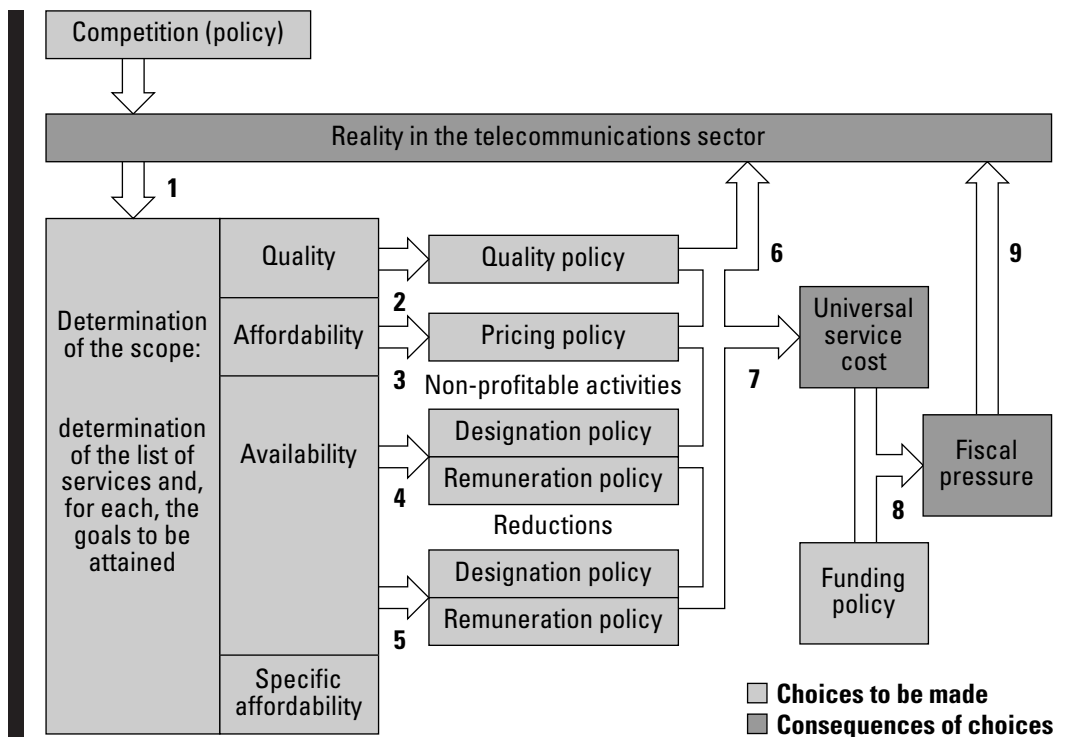 Competition (policy)
Reality in the telecommunications sector
1
Determination
of the scope:
determination
of the list of
services and,
for each, the
goals to be
attained
Quality
Affordability
Availability
Specific
affordability
2
3
4
5
Quality policy
Pricing policy
Non-profitable activities
Designation policy
Remuneration policy
Reductions
Designation policy
Remuneration policy
6
7
Universal
service
cost
8
Funding
policy
Fiscal
pressure
9
Choices to be made
Consequences of choices